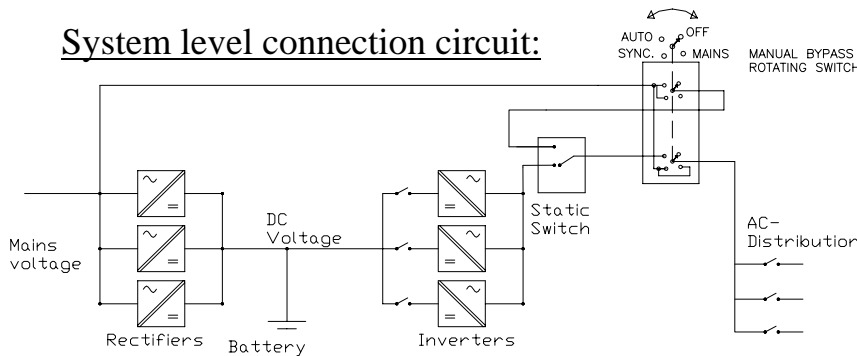 System level connection circuit:
AUTO
OFF
SYNC.
MAINS
MANUAL BYPASS
ROTATING SWITCH
Static
Switch
DC
Voltage
AC-
Distribution
Mains
voltage
Rectifiers
Battery
Inverters